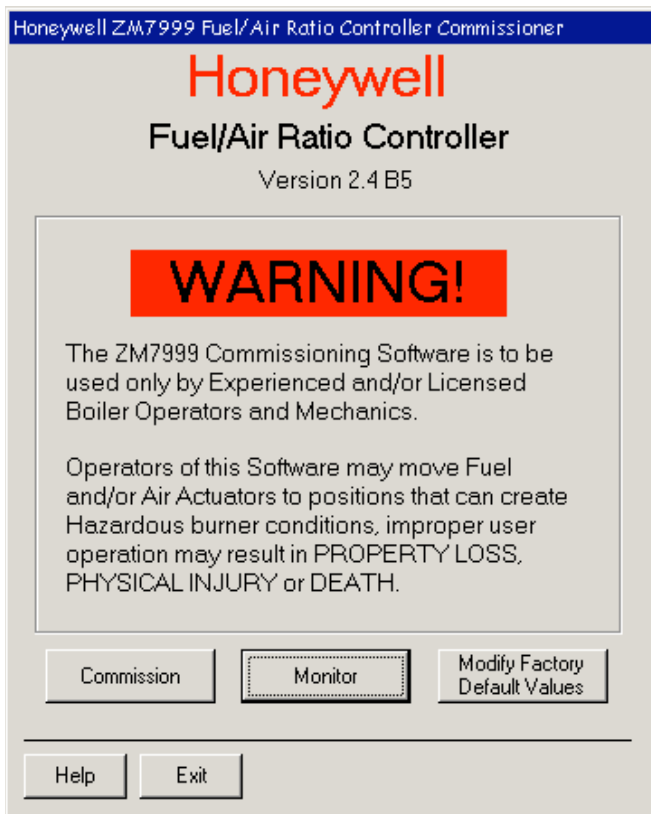 Honeywell ZM7999 Fuel/Air Ratio Controller Commissioner
Honeywell
Fuel/Air Ratio Controller
Version 2.4 B5
WARNING!
The ZM7999 Commissioning Software is to be
used only by Experienced and/or Licensed
Boiler Operators and Mechanics.
Operators of this Software may move Fuel
and/or Air Actuators to positions that can create
Hazardous burner conditions, improper user
operation may result in PROPERTY LOSS,
PHYSICAL INJURY or DEATH.
Commission
Monitor
Modify Factory
Default Values
Help
Exit